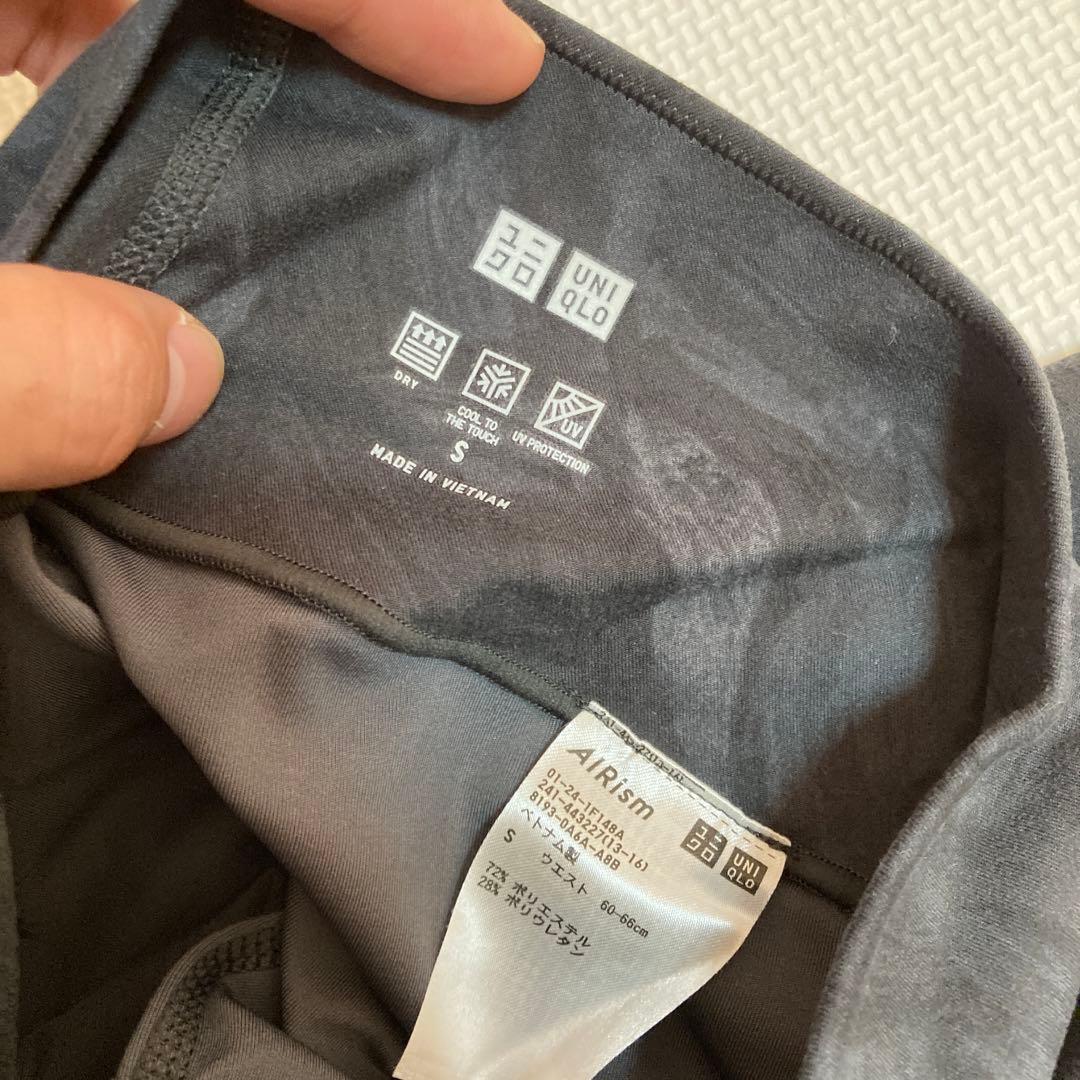 ユニ
クロ
UNI
QLO
DRY
COOL TO
THE TOUCH
UV
UV PROTECTION
S
MADE IN VIETNAM
AIRism
01-24-1F148A
241-443227(13-16)
8193-0A6A-A8B
ベトナム製
S ウエスト 60-66cm
72% ポリエステル
28% ポリウレタン
ユニ
クロ
UNI
QLO